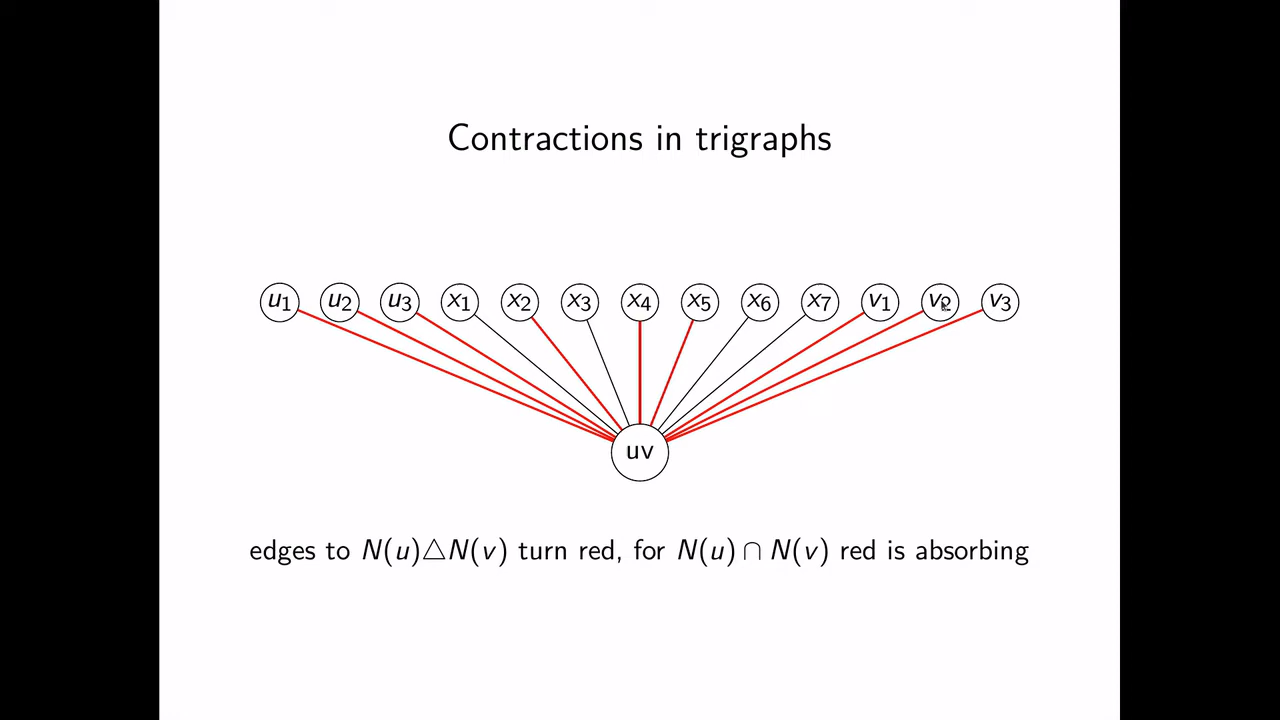 Contractions in trigraphs
u₁ u₂ u₃ x₁ x₂ x₃ x₄ x₅ x₆ x₇ v₁ v₂ v₃
uv
edges to N(u)△N(v) turn red, for N(u) ∩ N(v) red is absorbing